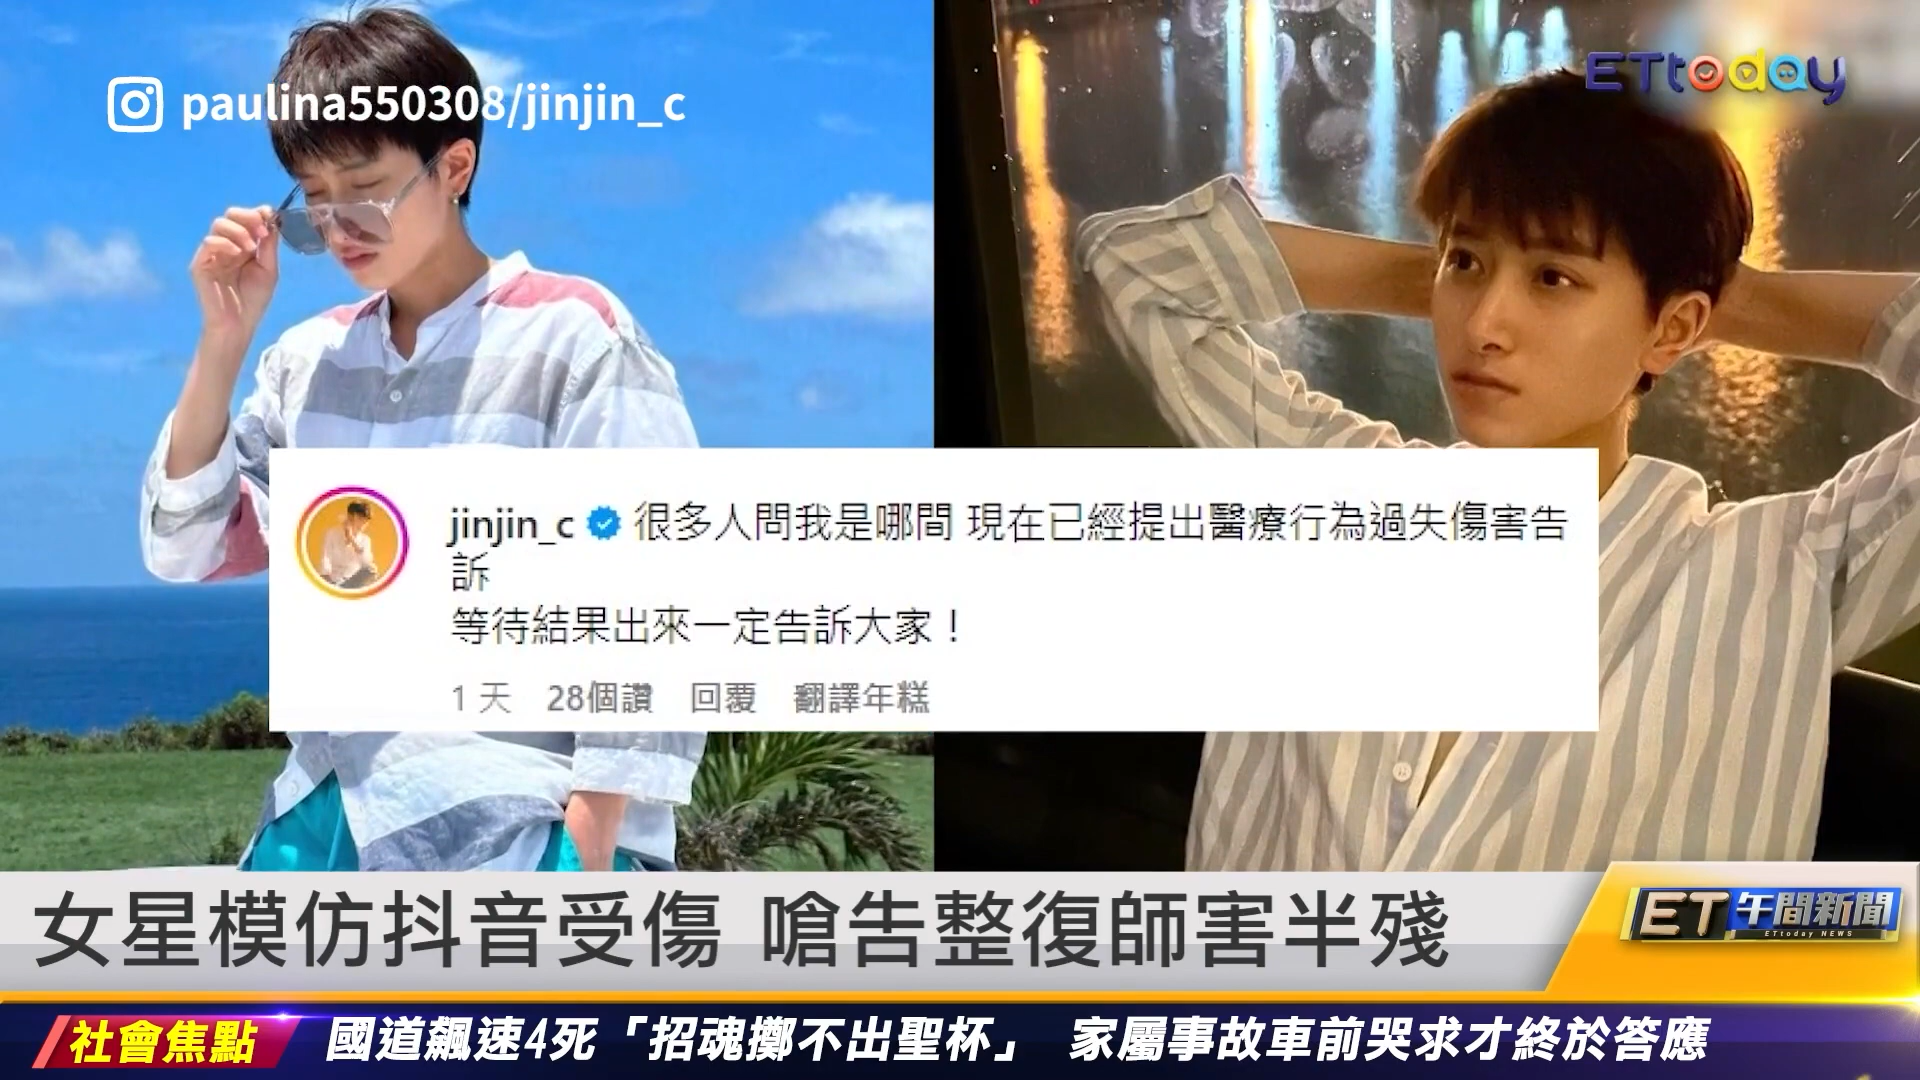 paulina550308/jinjin_c
ETtoday
jinjin_c 很多人問我是哪間 現在已經提出醫療行為過失傷害告
訴
等待結果出來一定告訴大家！
1 天 28個讚 回覆 翻譯年糕
女星模仿抖音受傷 嗆告整復師害半殘
ET午間新聞
ETtoday NEWS
社會焦點 國道飆速4死「招魂擲不出聖杯」 家屬事故車前哭求才終於答應